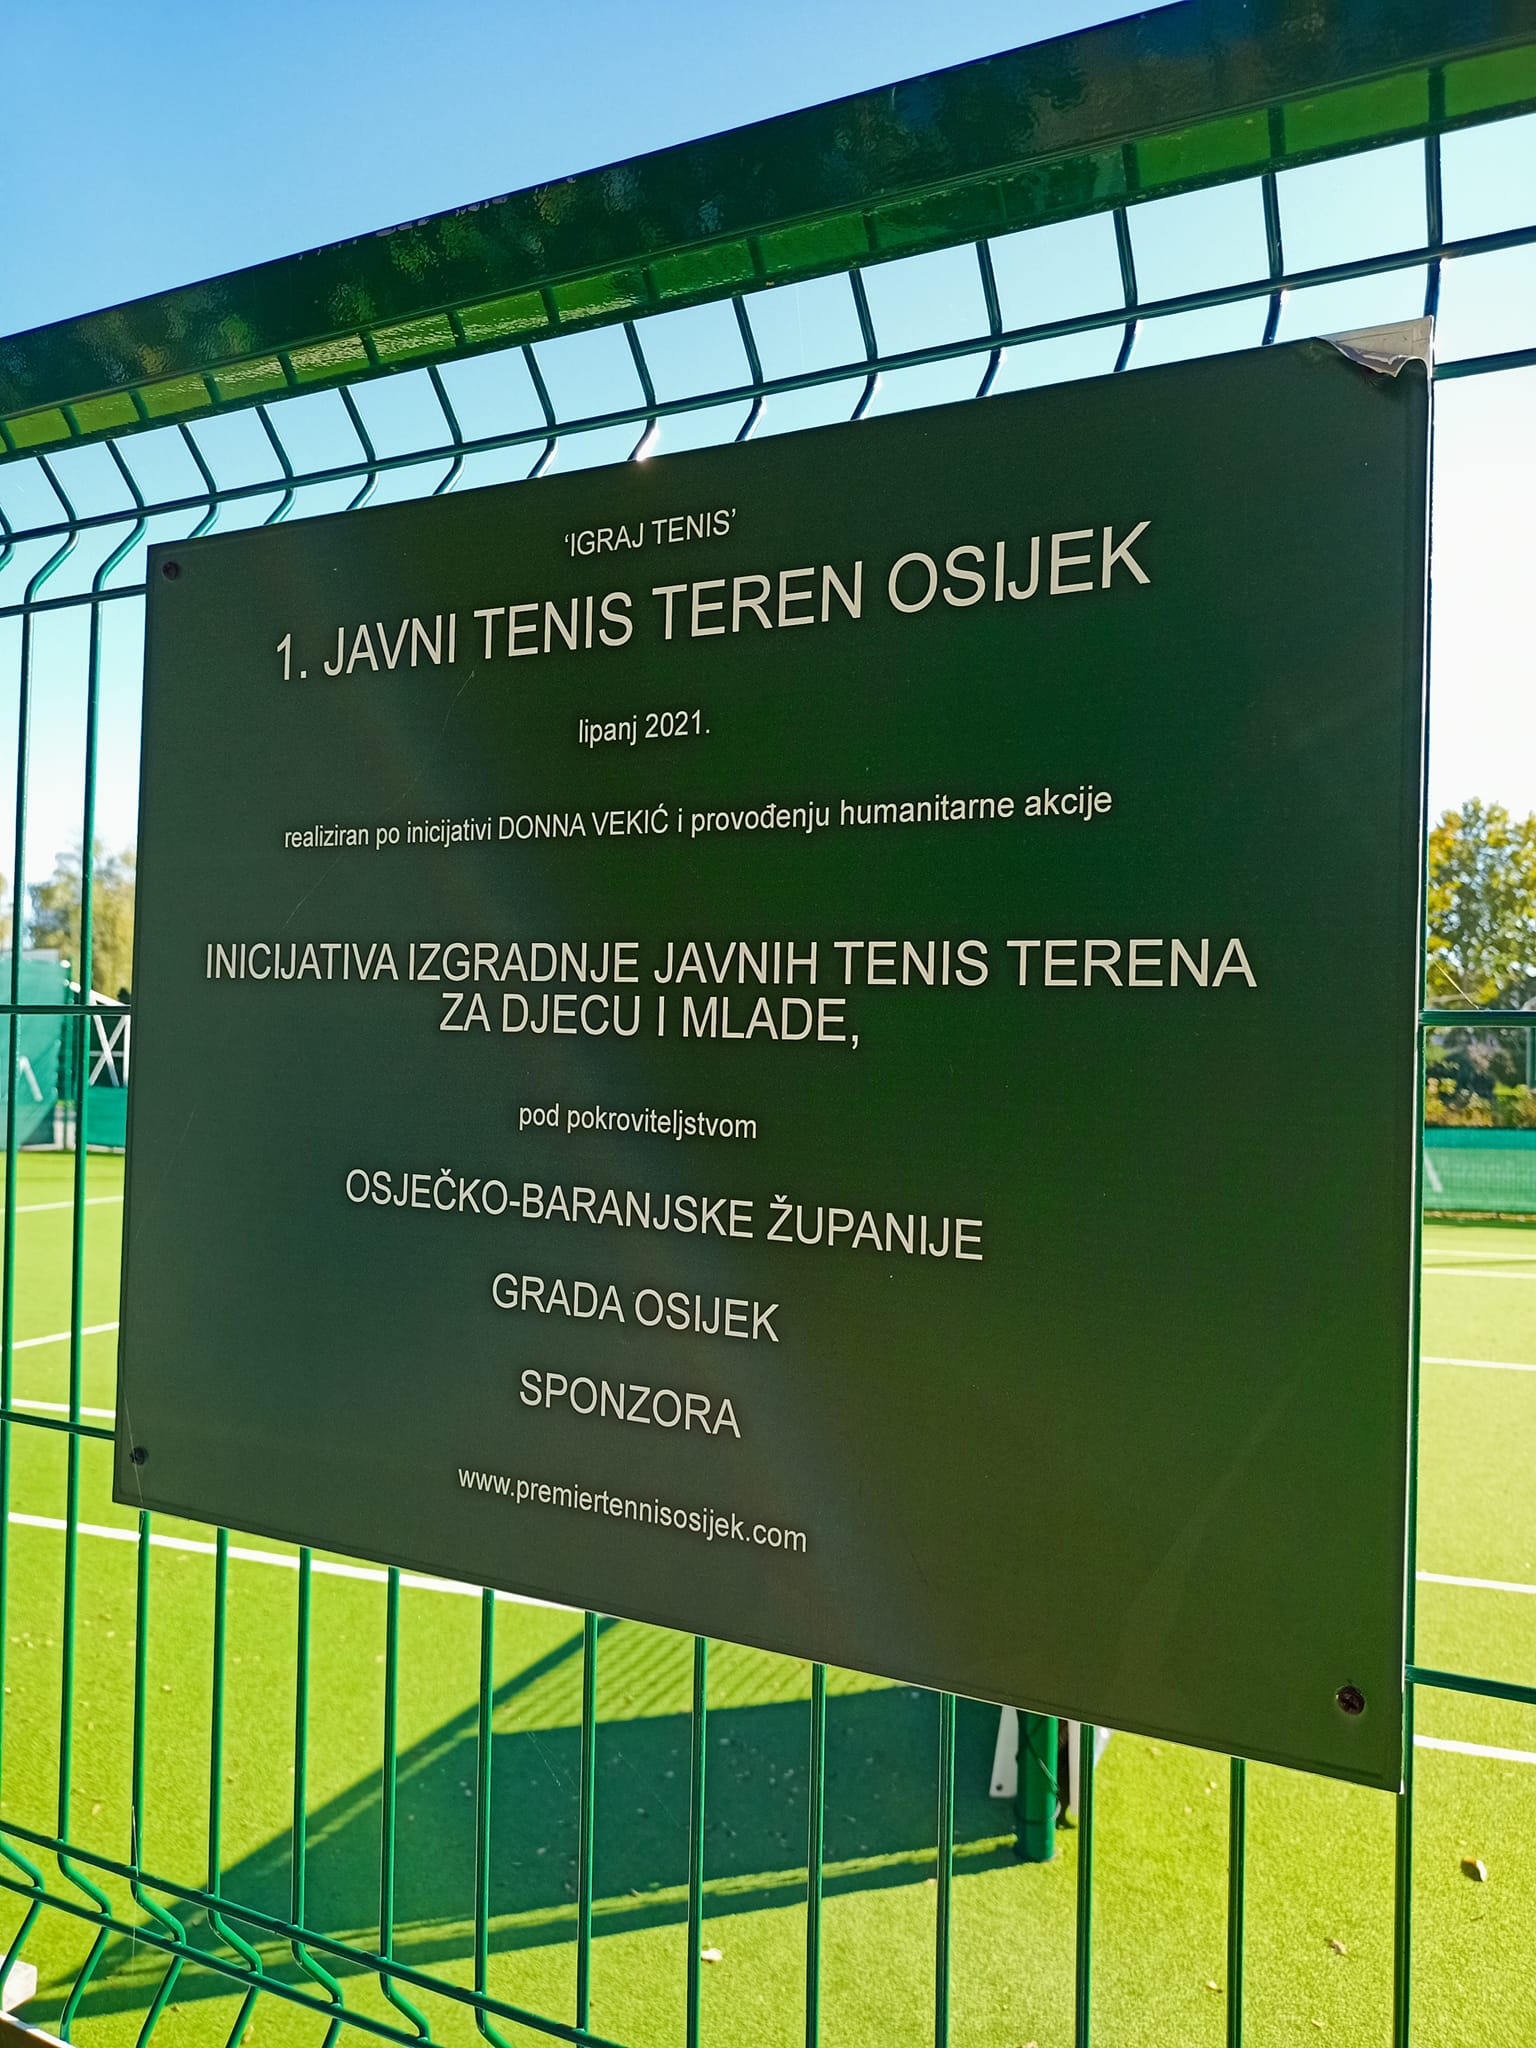 ‘IGRAJ TENIS’
1. JAVNI TENIS TEREN OSIJEK
lipanj 2021.
realiziran po inicijativi DONNA VEKIĆ i provođenju humanitarne akcije
INICIJATIVA IZGRADNJE JAVNIH TENIS TERENA
ZA DJECU I MLADE,
pod pokroviteljstvom
OSJEČKO-BARANJSKE ŽUPANIJE
GRADA OSIJEK
SPONZORA
www.premiertennisosijek.com